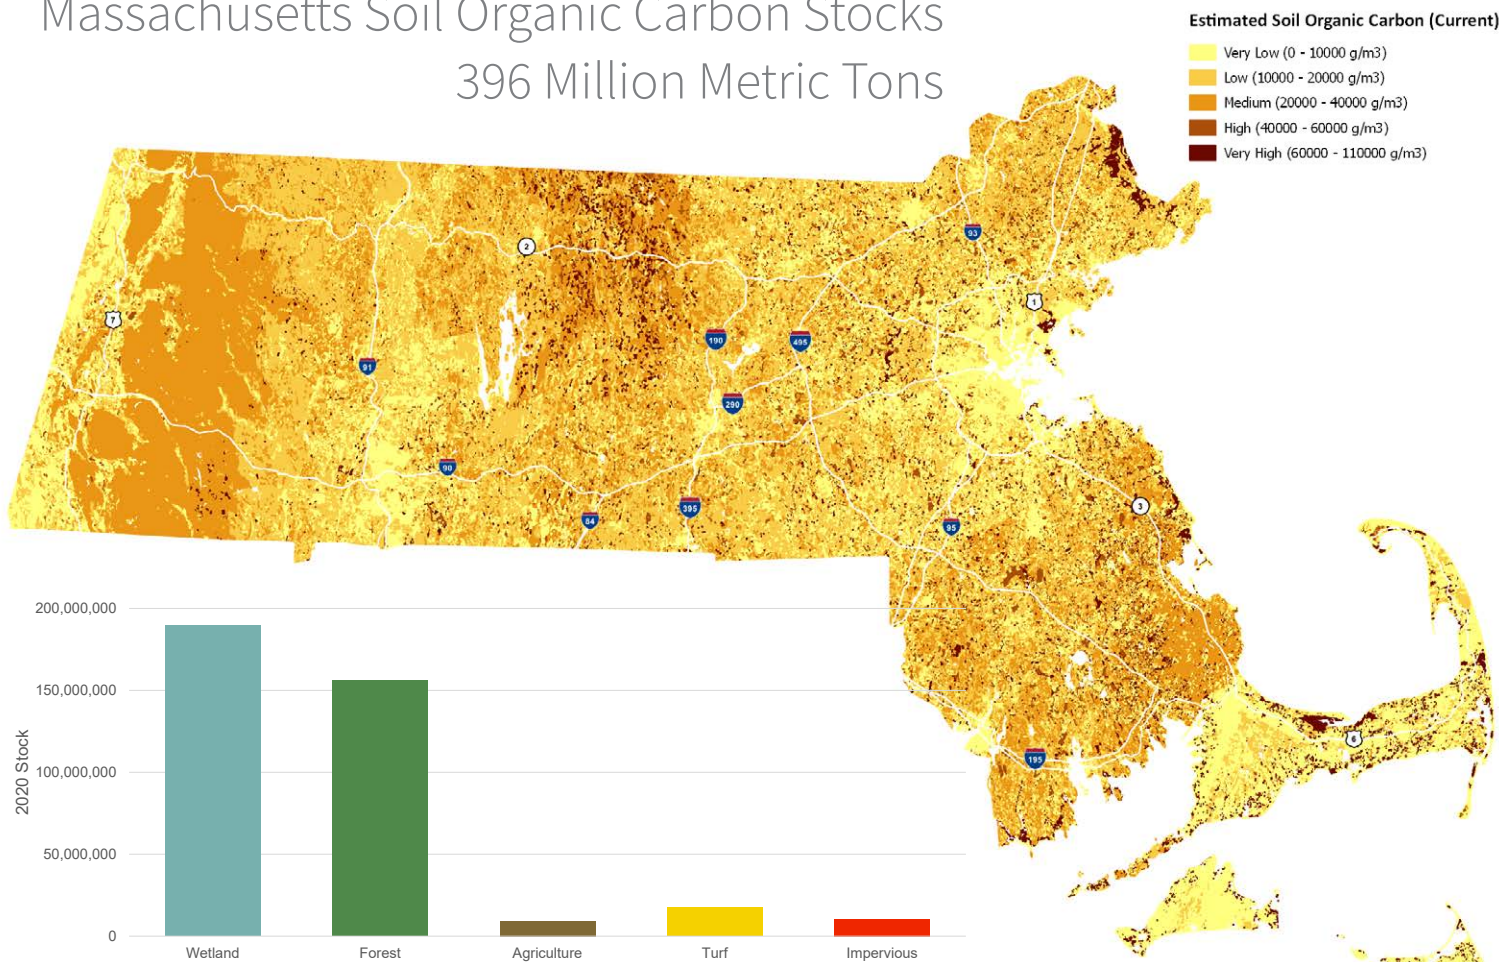 Massachusetts Soil Organic Carbon Stocks
396 Million Metric Tons
Estimated Soil Organic Carbon (Current)
Very Low (0 - 10000 g/m3)
Low (10000 - 20000 g/m3)
Medium (20000 - 40000 g/m3)
High (40000 - 60000 g/m3)
Very High (60000 - 110000 g/m3)
93
2
1
7
190
495
91
290
90
395
3
84
95
6
195
200,000,000
150,000,000
100,000,000
50,000,000
0
2020 Stock
Wetland
Forest
Agriculture
Turf
Impervious